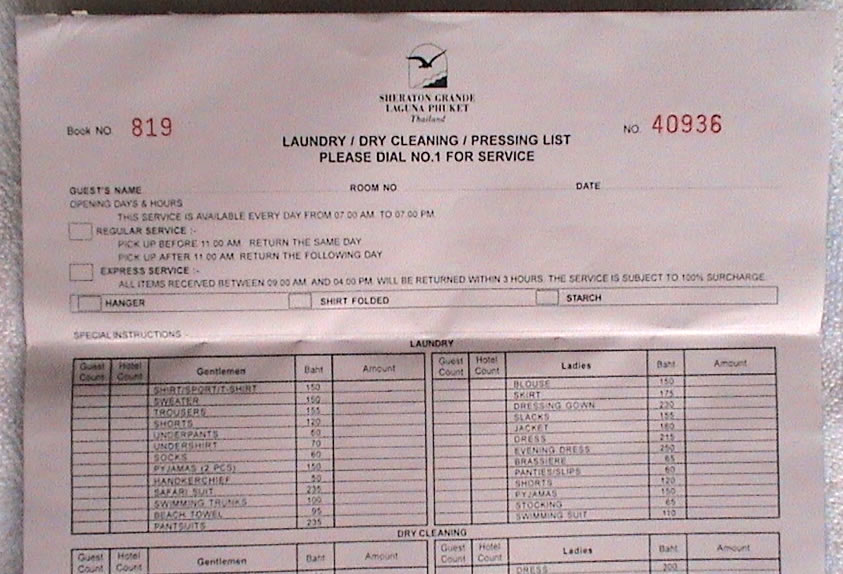 SHERATON GRANDE
LAGUNA PHUKET
Thailand
Book NO. 819
NO. 40936
LAUNDRY / DRY CLEANING / PRESSING LIST
PLEASE DIAL NO.1 FOR SERVICE
GUEST'S NAME ROOM NO DATE
OPENING DAYS & HOURS
THIS SERVICE IS AVAILABLE EVERY DAY FROM 07.00 AM. TO 07.00 PM.
REGULAR SERVICE :-
PICK UP BEFORE 11.00 AM. RETURN THE SAME DAY
PICK UP AFTER 11.00 AM. RETURN THE FOLLOWING DAY
EXPRESS SERVICE :-
ALL ITEMS RECEIVED BETWEEN 09.00 AM. AND 04.00 PM. WILL BE RETURNED WITHIN 3 HOURS. THE SERVICE IS SUBJECT TO 100% SURCHARGE.
HANGER SHIRT FOLDED STARCH
SPECIAL INSTRUCTIONS :-
LAUNDRY
Guest Count Hotel Count Gentlemen Baht Amount Guest Count Hotel Count Ladies Baht Amount
SHIRT/SPORT/T-SHIRT 150 BLOUSE 150
SWEATER 150 SKIRT 175
TROUSERS 155 DRESSING GOWN 220
SHORTS 120 SLACKS 155
UNDERPANTS 60 JACKET 160
UNDERSHIRT 70 DRESS 215
SOCKS 60 EVENING DRESS 250
PYJAMAS (2 PCS) 150 BRASSIERE 65
HANDKERCHIEF 50 PANTIES/SLIPS 60
SAFARI SUIT 235 SHORTS 120
SWIMMING TRUNKS 100 PYJAMAS 150
BEACH TOWEL 95 STOCKING 65
PANTSUITS 235 SWIMMING SUIT 110
DRY CLEANING
Guest Count Hotel Count Gentlemen Baht Amount Guest Count Hotel Count Ladies Baht Amount
DRESS 200